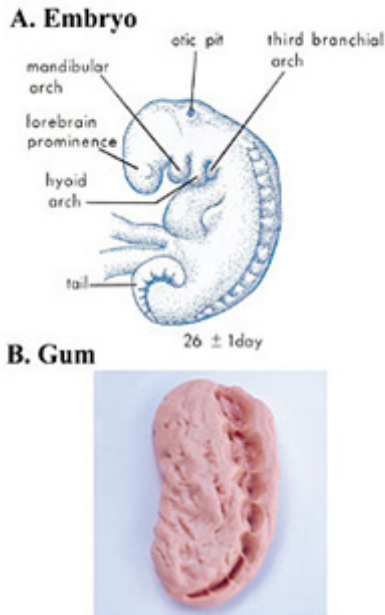 A. Embryo
otic pit
third branchial
arch
mandibular
arch
forebrain
prominence
hyoid
arch
tail
26 ± 1day
B. Gum